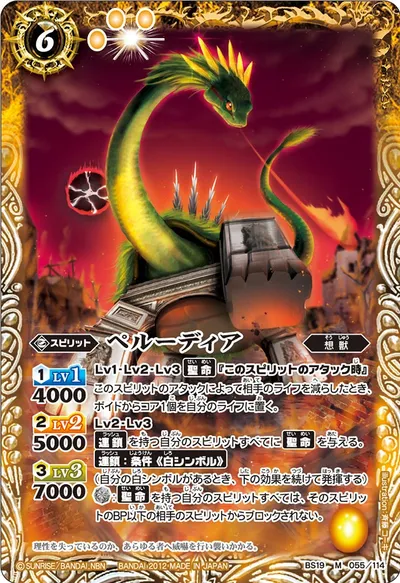 6
スピリット
ペルーディア
そうじゅう
想獣
1 LV1
4000
2 LV2
5000
3 LV3
7000
Lv1・Lv2・Lv3 聖命 『このスピリットのアタック時』
このスピリットのアタックによって相手のライフを減らしたとき、
ボイドからコア1個を自分のライフに置く。
Lv2・Lv3
連鎖 を持つ自分のスピリットすべてに 聖命 を与える。
連鎖:条件《白シンボル》
(自分の白シンボルがあるとき、下の効果を続けて発揮する)
聖命 を持つ自分のスピリットすべては、そのスピリット
のBP以下の相手のスピリットからブロックされない。
理性を失っているのか、あらゆる者へ威嚇を行い襲いかかる。
BS19 M 055/114
©SUNRISE/BANDAI,NBN BANDAI 2012 MADE IN JAPAN